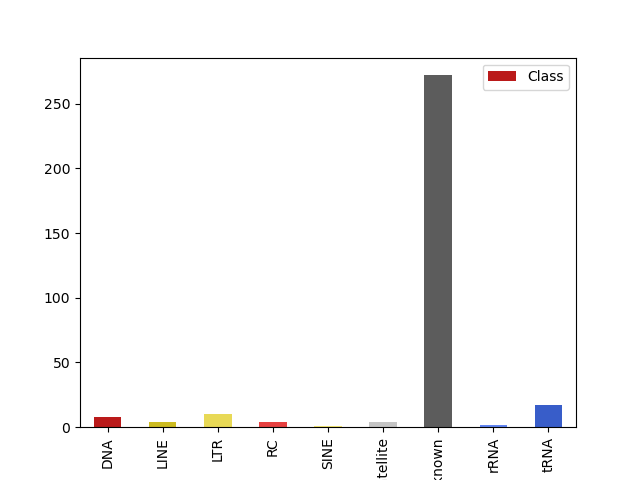 Class
250
200
150
100
50
0
DNA
LINE
LTR
RC
SINE
tellite
known
rRNA
tRNA